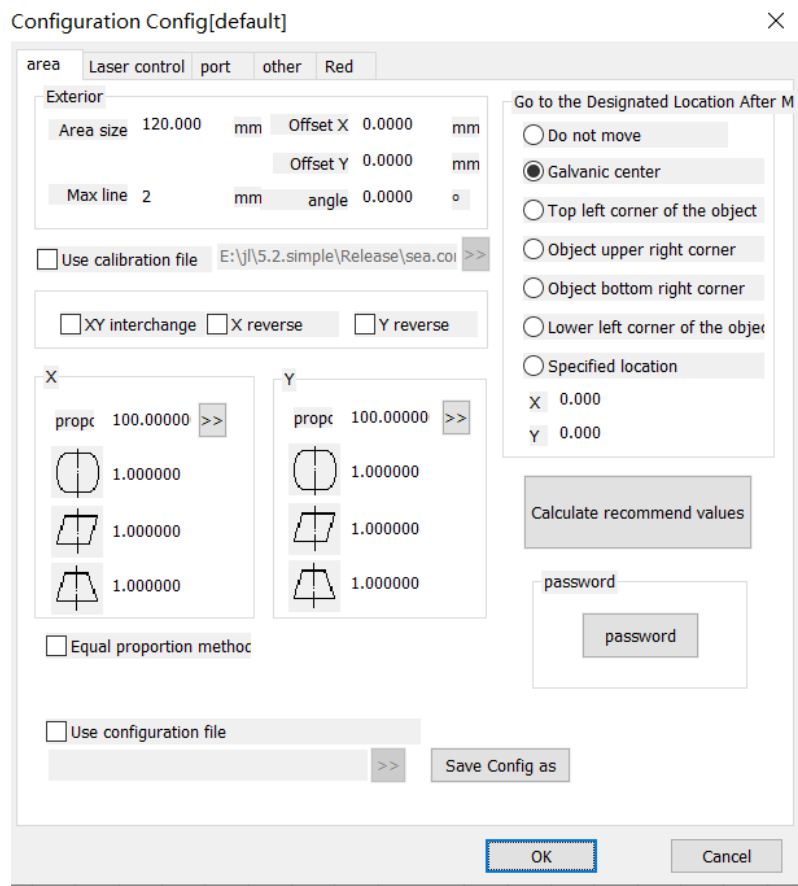 Configuration Config[default]
area Laser control port other Red
Exterior
Area size 120.000 mm Offset X 0.0000 mm
Offset Y 0.0000 mm
Max line 2 mm angle 0.0000 °
Use calibration file E:\jl\5.2.simple\Release\sea.cor >>
XY interchange X reverse Y reverse
X
propo 100.00000 >>
1.000000
1.000000
1.000000
Y
propo 100.00000 >>
1.000000
1.000000
1.000000
Equal proportion method
Use configuration file
>> Save Config as
Go to the Designated Location After M
Do not move
Galvanic center
Top left corner of the object
Object upper right corner
Object bottom right corner
Lower left corner of the objec
Specified location
X 0.000
Y 0.000
Calculate recommend values
password
password
OK Cancel